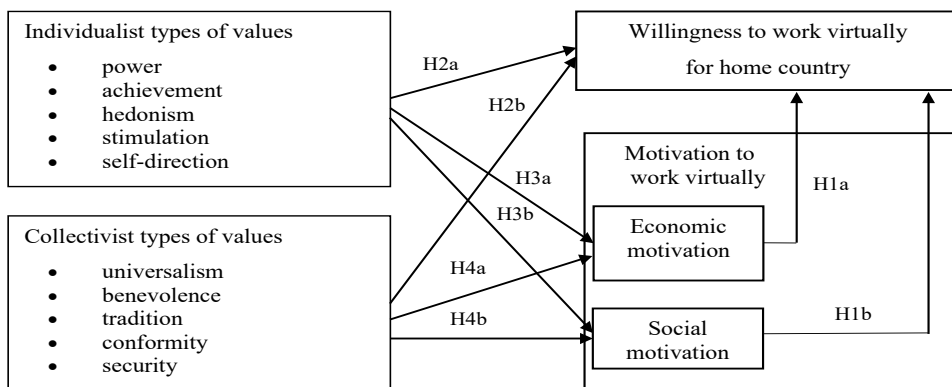 Individualist types of values
• power
• achievement
• hedonism
• stimulation
• self-direction
H2a
H2b
Willingness to work virtually
for home country
H3a
H3b
Motivation to
work virtually
H1a
Economic
motivation
Collectivist types of values
• universalism
• benevolence
• tradition
• conformity
• security
H4a
H4b
Social
motivation
H1b